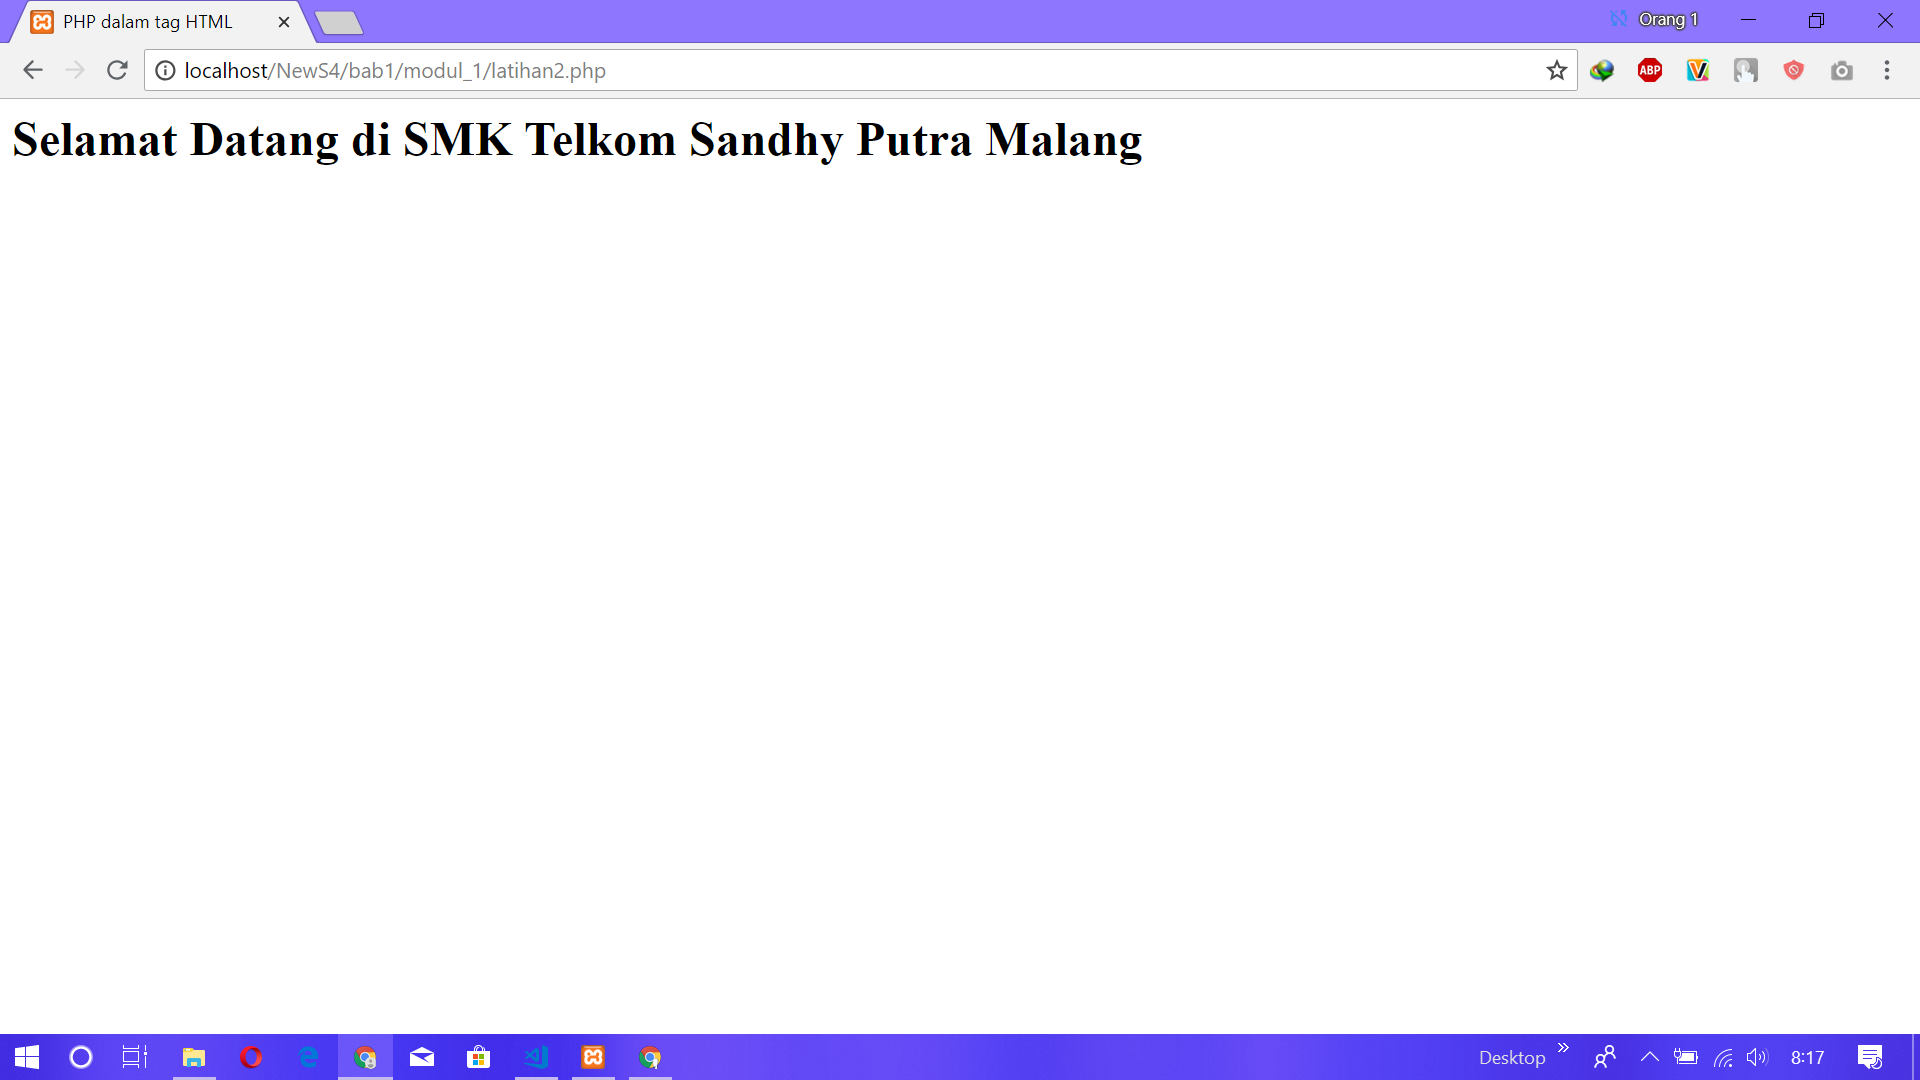 PHP dalam tag HTML
Orang 1
localhost/NewS4/bab1/modul_1/latihan2.php
ABP
Selamat Datang di SMK Telkom Sandhy Putra Malang
Desktop
8:17